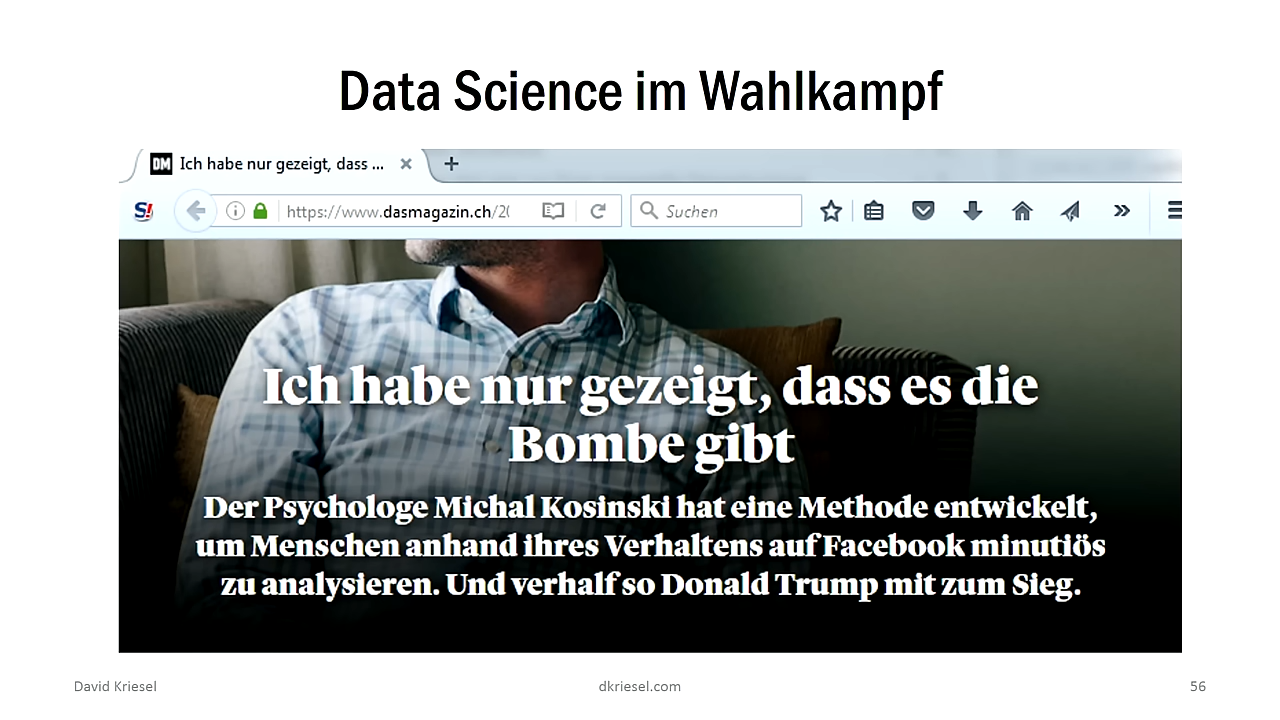 Data Science im Wahlkampf
DM Ich habe nur gezeigt, dass ...
S! https://www.dasmagazin.ch/20 Suchen
Ich habe nur gezeigt, dass es die
Bombe gibt
Der Psychologe Michal Kosinski hat eine Methode entwickelt,
um Menschen anhand ihres Verhaltens auf Facebook minutiös
zu analysieren. Und verhalf so Donald Trump mit zum Sieg.
David Kriesel dkriesel.com 56